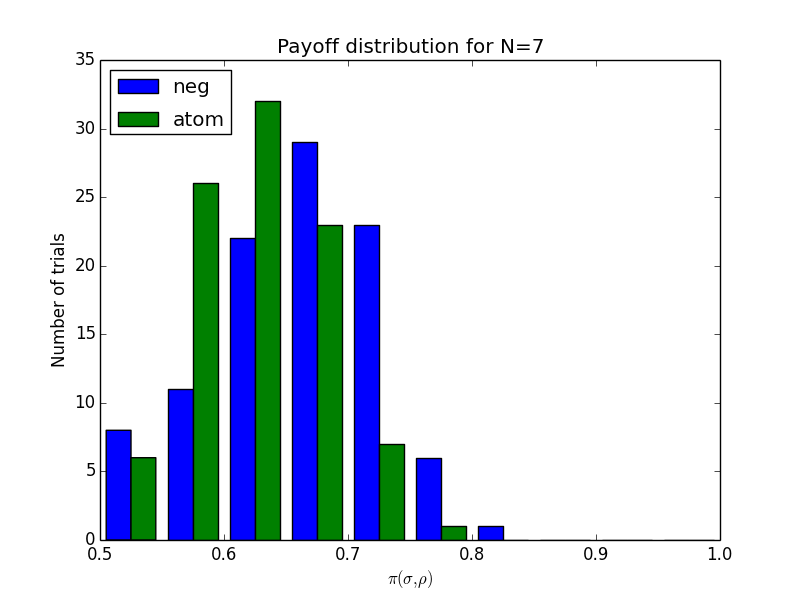 Payoff distribution for N=7
neg
atom
35
30
25
20
15
10
5
0
Number of trials
0.5 0.6 0.7 0.8 0.9 1.0
π(σ,ρ)